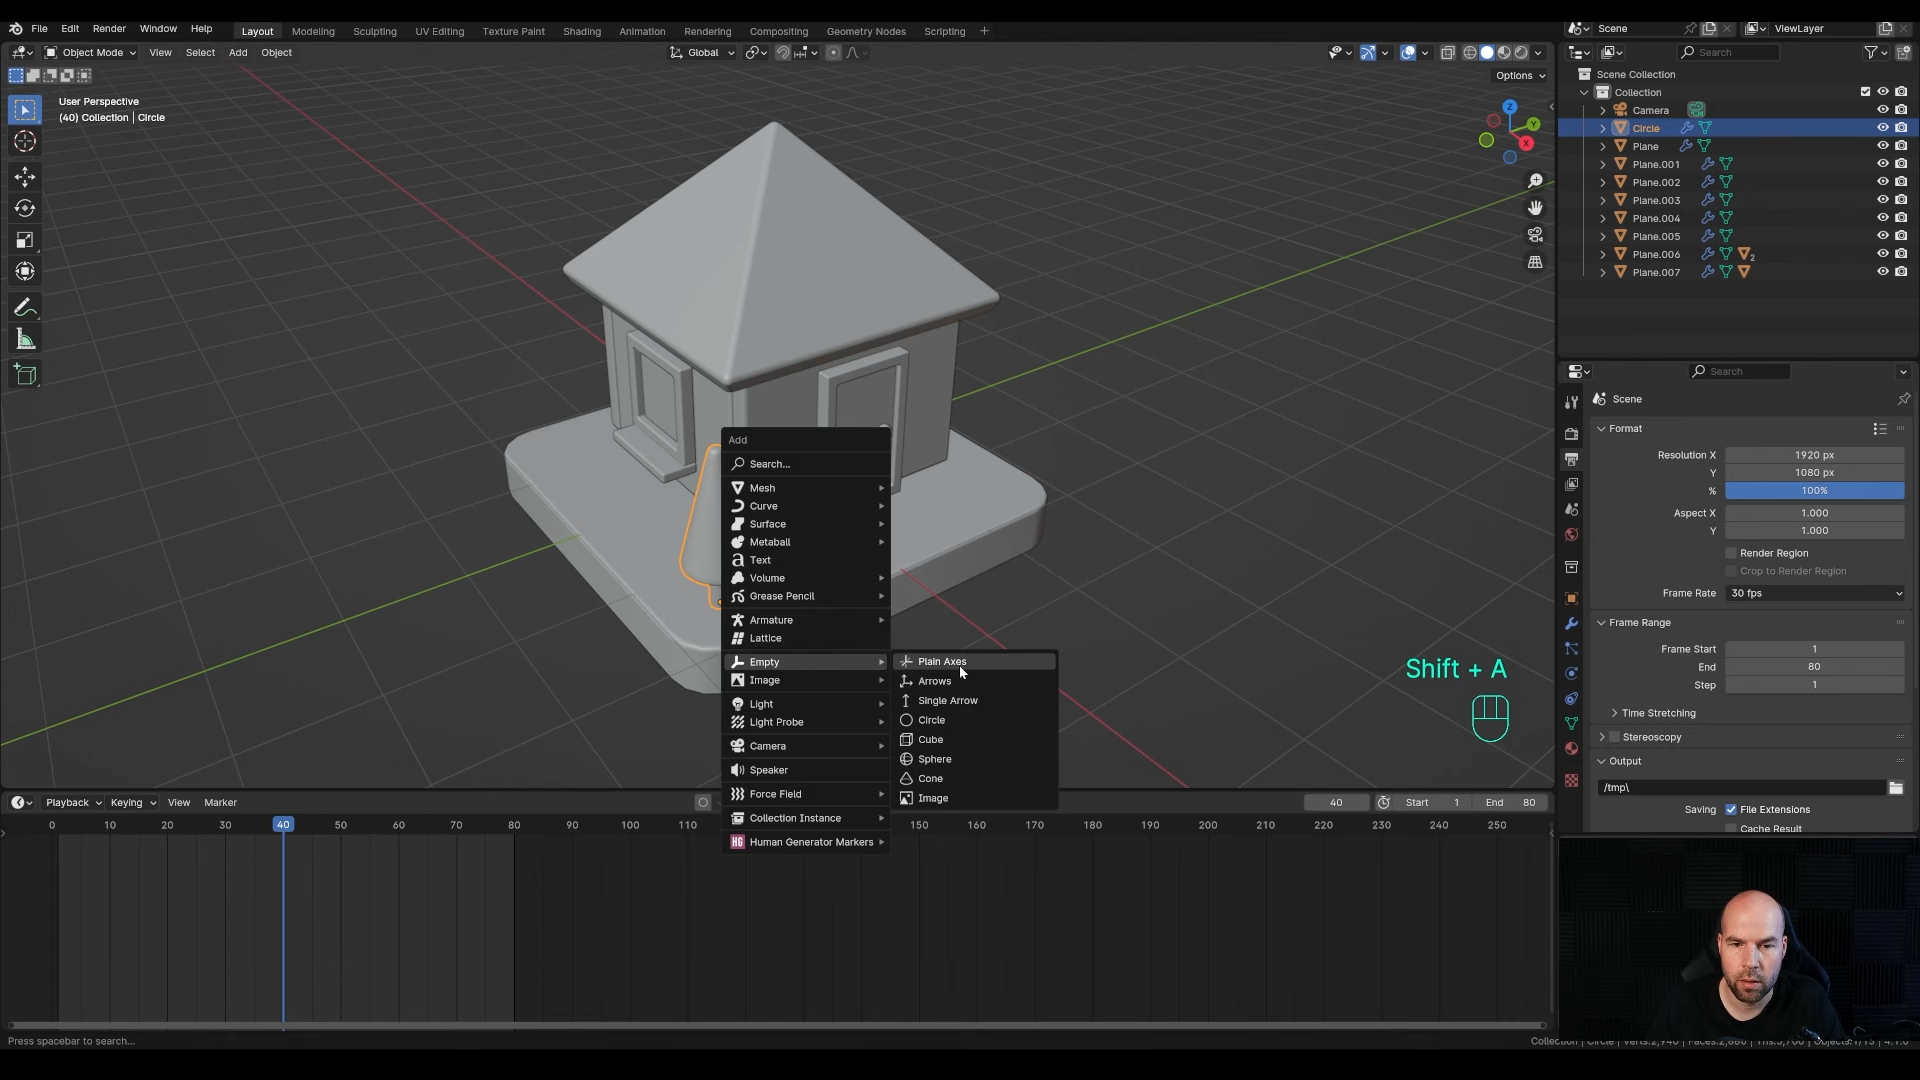 File Edit Render Window Help Layout Modeling Sculpting UV Editing Texture Paint Shading Animation Rendering Compositing Geometry Nodes Scripting + Scene ViewLayer
Object Mode View Select Add Object Global Search
Options
User Perspective
(40) Collection | Circle
Z
Y
X
Scene Collection
Collection
Camera
Circle
Plane
Plane.001
Plane.002
Plane.003
Plane.004
Plane.005
Plane.006 2
Plane.007
Add
Search...
Mesh
Curve
Surface
Metaball
Text
Volume
Grease Pencil
Armature
Lattice
Empty
Image
Light
Light Probe
Camera
Speaker
Force Field
Collection Instance
HG Human Generator Markers
Plain Axes
Arrows
Single Arrow
Circle
Cube
Sphere
Cone
Image
Shift + A
Search
Scene
Format
Resolution X 1920 px
Y 1080 px
% 100%
Aspect X 1.000
Y 1.000
Render Region
Crop to Render Region
Frame Rate 30 fps
Frame Range
Frame Start 1
End 80
Step 1
Time Stretching
Stereoscopy
Output
/tmp\
Saving File Extensions
Cache Result
Playback Keying View Marker 40 Start 1 End 80
0 10 20 30 40 50 60 70 80 90 100 110 150 160 170 180 190 200 210 220 230 240 250
Press spacebar to search...